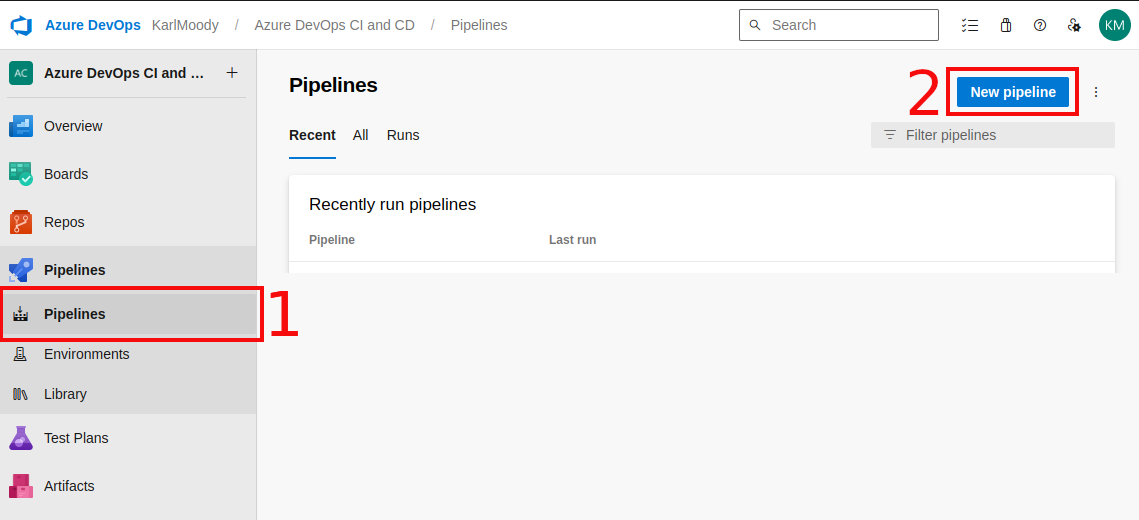 Azure DevOps KarlMoody / Azure DevOps CI and CD / Pipelines Search KM
AC Azure DevOps CI and ... +
Pipelines
2 New pipeline
Overview
Recent All Runs Filter pipelines
Boards
Recently run pipelines
Repos
Pipeline Last run
Pipelines
Pipelines 1
Environments
Library
Test Plans
Artifacts